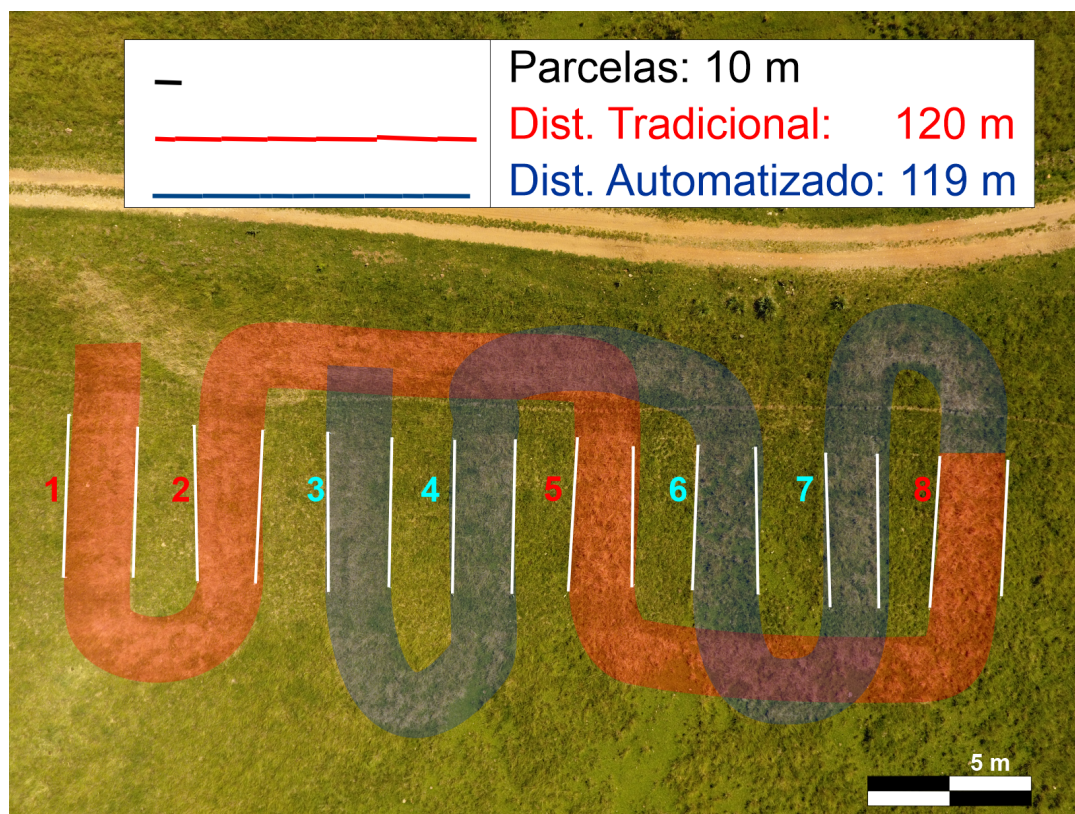 Parcelas: 10 m
Dist. Tradicional: 120 m
Dist. Automatizado: 119 m
1 2 3 4 5 6 7 8
5 m